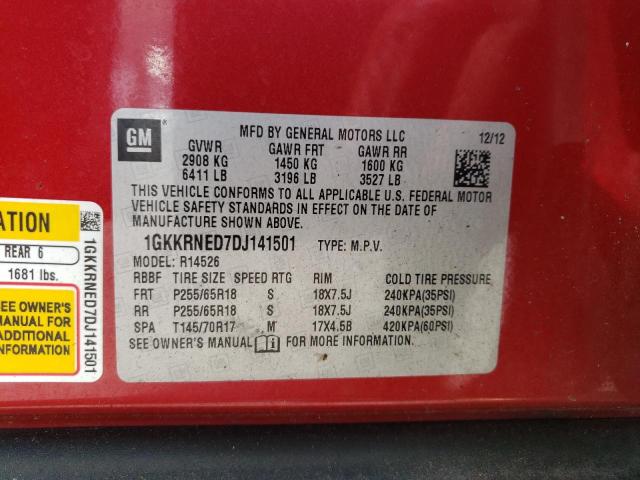 GM
MFD BY GENERAL MOTORS LLC 12/12
GVWR GAWR FRT GAWR RR
2908 KG 1450 KG 1600 KG
6411 LB 3196 LB 3527 LB
THIS VEHICLE CONFORMS TO ALL APPLICABLE U.S. FEDERAL MOTOR
VEHICLE SAFETY STANDARDS IN EFFECT ON THE DATE OF
MANUFACTURE SHOWN ABOVE.
1GKKRNED7DJ141501 TYPE: M.P.V.
MODEL: R14526
RBBF TIRE SIZE SPEED RTG RIM COLD TIRE PRESSURE
FRT P255/65R18 S 18X7.5J 240KPA(35PSI)
RR P255/65R18 S 18X7.5J 240KPA(35PSI)
SPA T145/70R17 M 17X4.5B 420KPA(60PSI)
SEE OWNER'S MANUAL FOR MORE INFORMATION.
ATION
REAR 6
1681 lbs.
SEE OWNER'S
MANUAL FOR
ADDITIONAL
INFORMATION
1GKKRNED7DJ141501